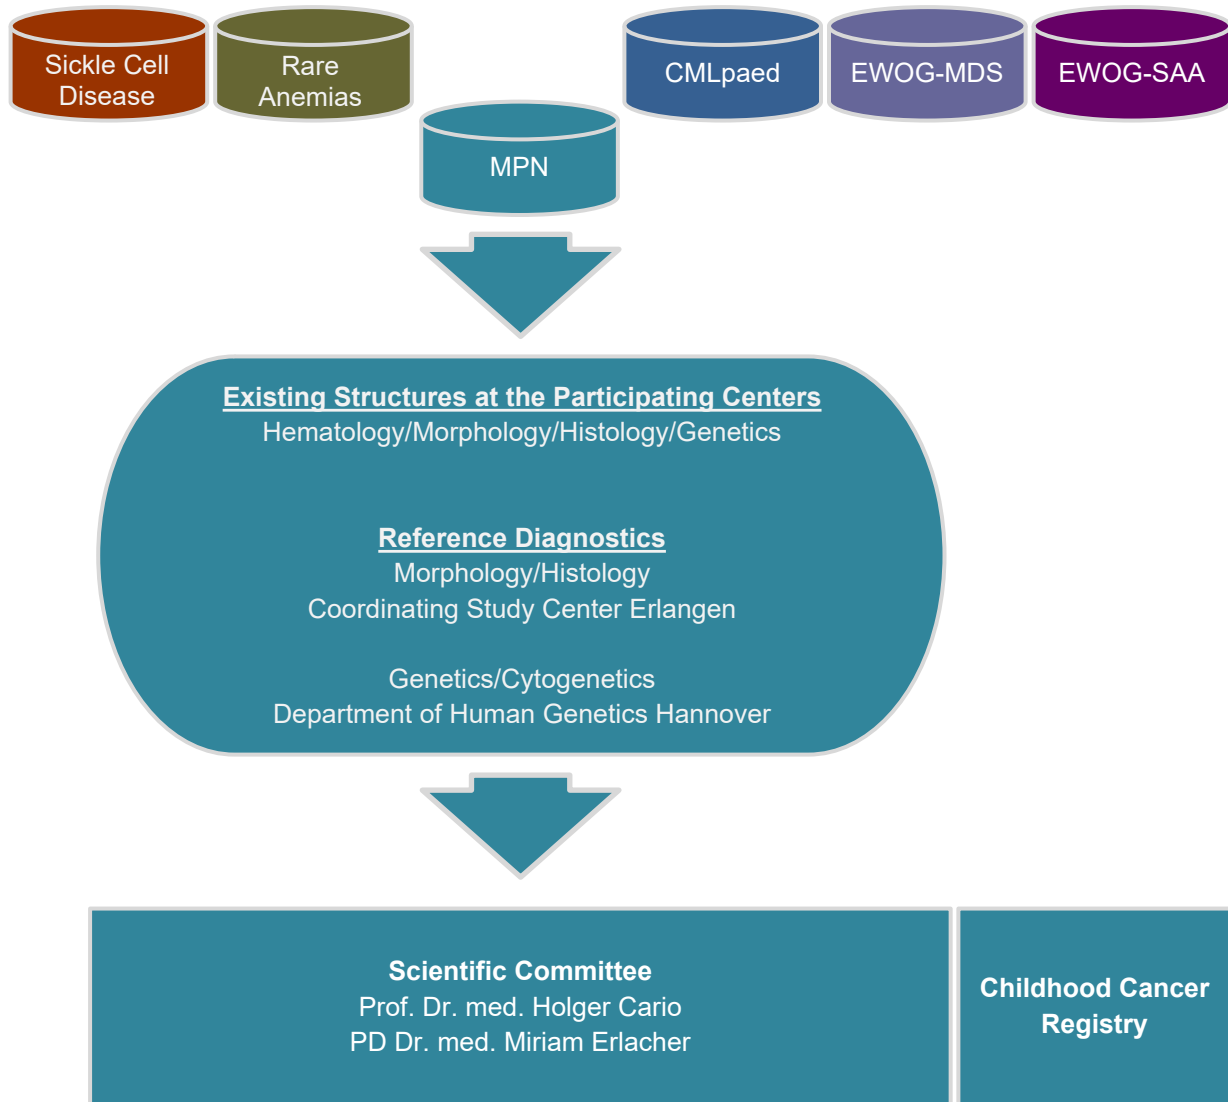 Sickle Cell
Disease
Rare
Anemias
CMLpaed
EWOG-MDS
EWOG-SAA
MPN
Existing Structures at the Participating Centers
Hematology/Morphology/Histology/Genetics
Reference Diagnostics
Morphology/Histology
Coordinating Study Center Erlangen
Genetics/Cytogenetics
Department of Human Genetics Hannover
Scientific Committee
Prof. Dr. med. Holger Cario
PD Dr. med. Miriam Erlacher
Childhood Cancer
Registry